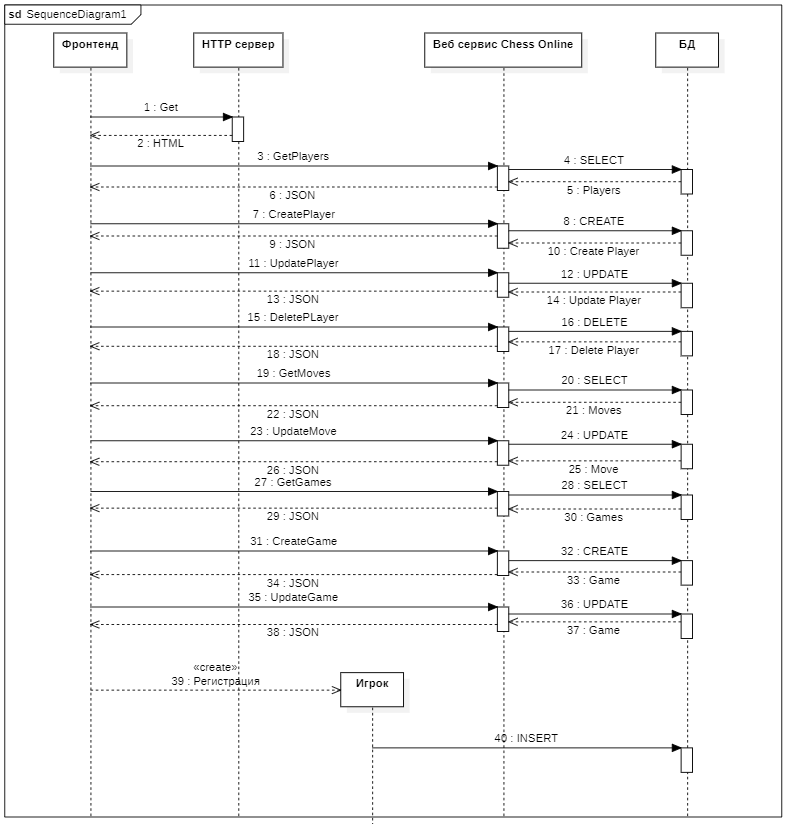 sd SequenceDiagram1
Фронтенд
HTTP сервер
Веб сервис Chess Online
БД
1 : Get
2 : HTML
3 : GetPlayers
4 : SELECT
5 : Players
6 : JSON
7 : CreatePlayer
8 : CREATE
9 : JSON
10 : Create Player
11 : UpdatePlayer
12 : UPDATE
13 : JSON
14 : Update Player
15 : DeletePLayer
16 : DELETE
17 : Delete Player
18 : JSON
19 : GetMoves
20 : SELECT
21 : Moves
22 : JSON
23 : UpdateMove
24 : UPDATE
25 : Move
26 : JSON
27 : GetGames
28 : SELECT
29 : JSON
30 : Games
31 : CreateGame
32 : CREATE
33 : Game
34 : JSON
35 : UpdateGame
36 : UPDATE
37 : Game
38 : JSON
«create»
39 : Регистрация
Игрок
40 : INSERT